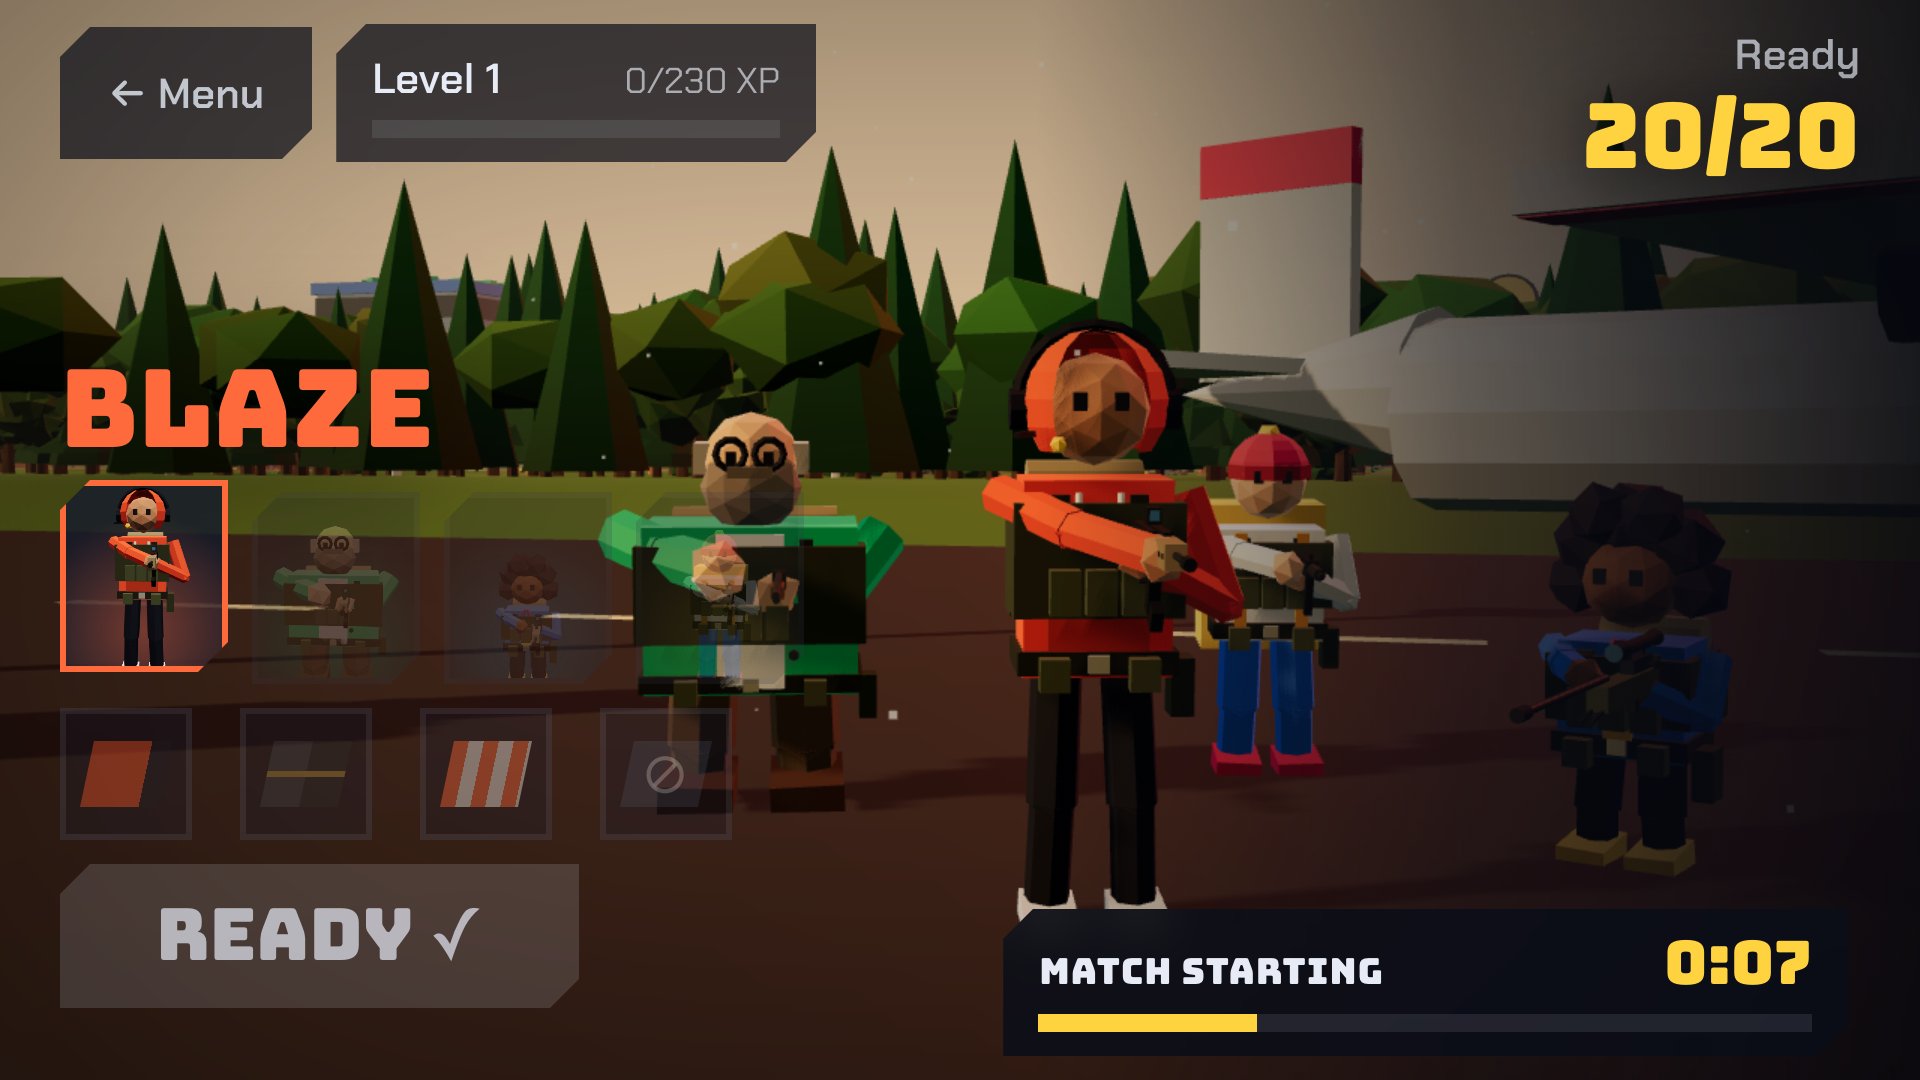 ← Menu
Level 1
0/230 XP
Ready
20/20
BLAZE
READY ✓
MATCH STARTING
0:07